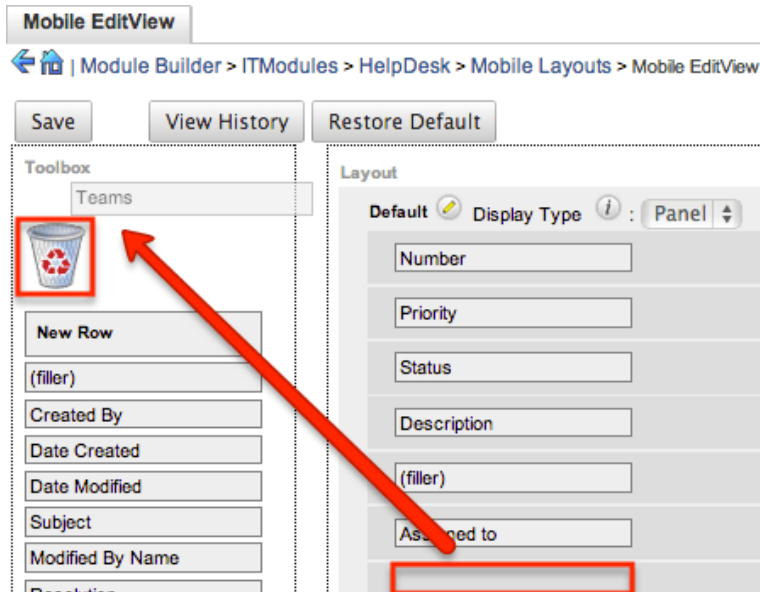 Mobile EditView
| Module Builder > ITModules > HelpDesk > Mobile Layouts > Mobile EditView
Save View History Restore Default
Toolbox
Teams
New Row
(filler)
Created By
Date Created
Date Modified
Subject
Modified By Name
Resolution
Layout
Default Display Type i : Panel
Number
Priority
Status
Description
(filler)
Assigned to